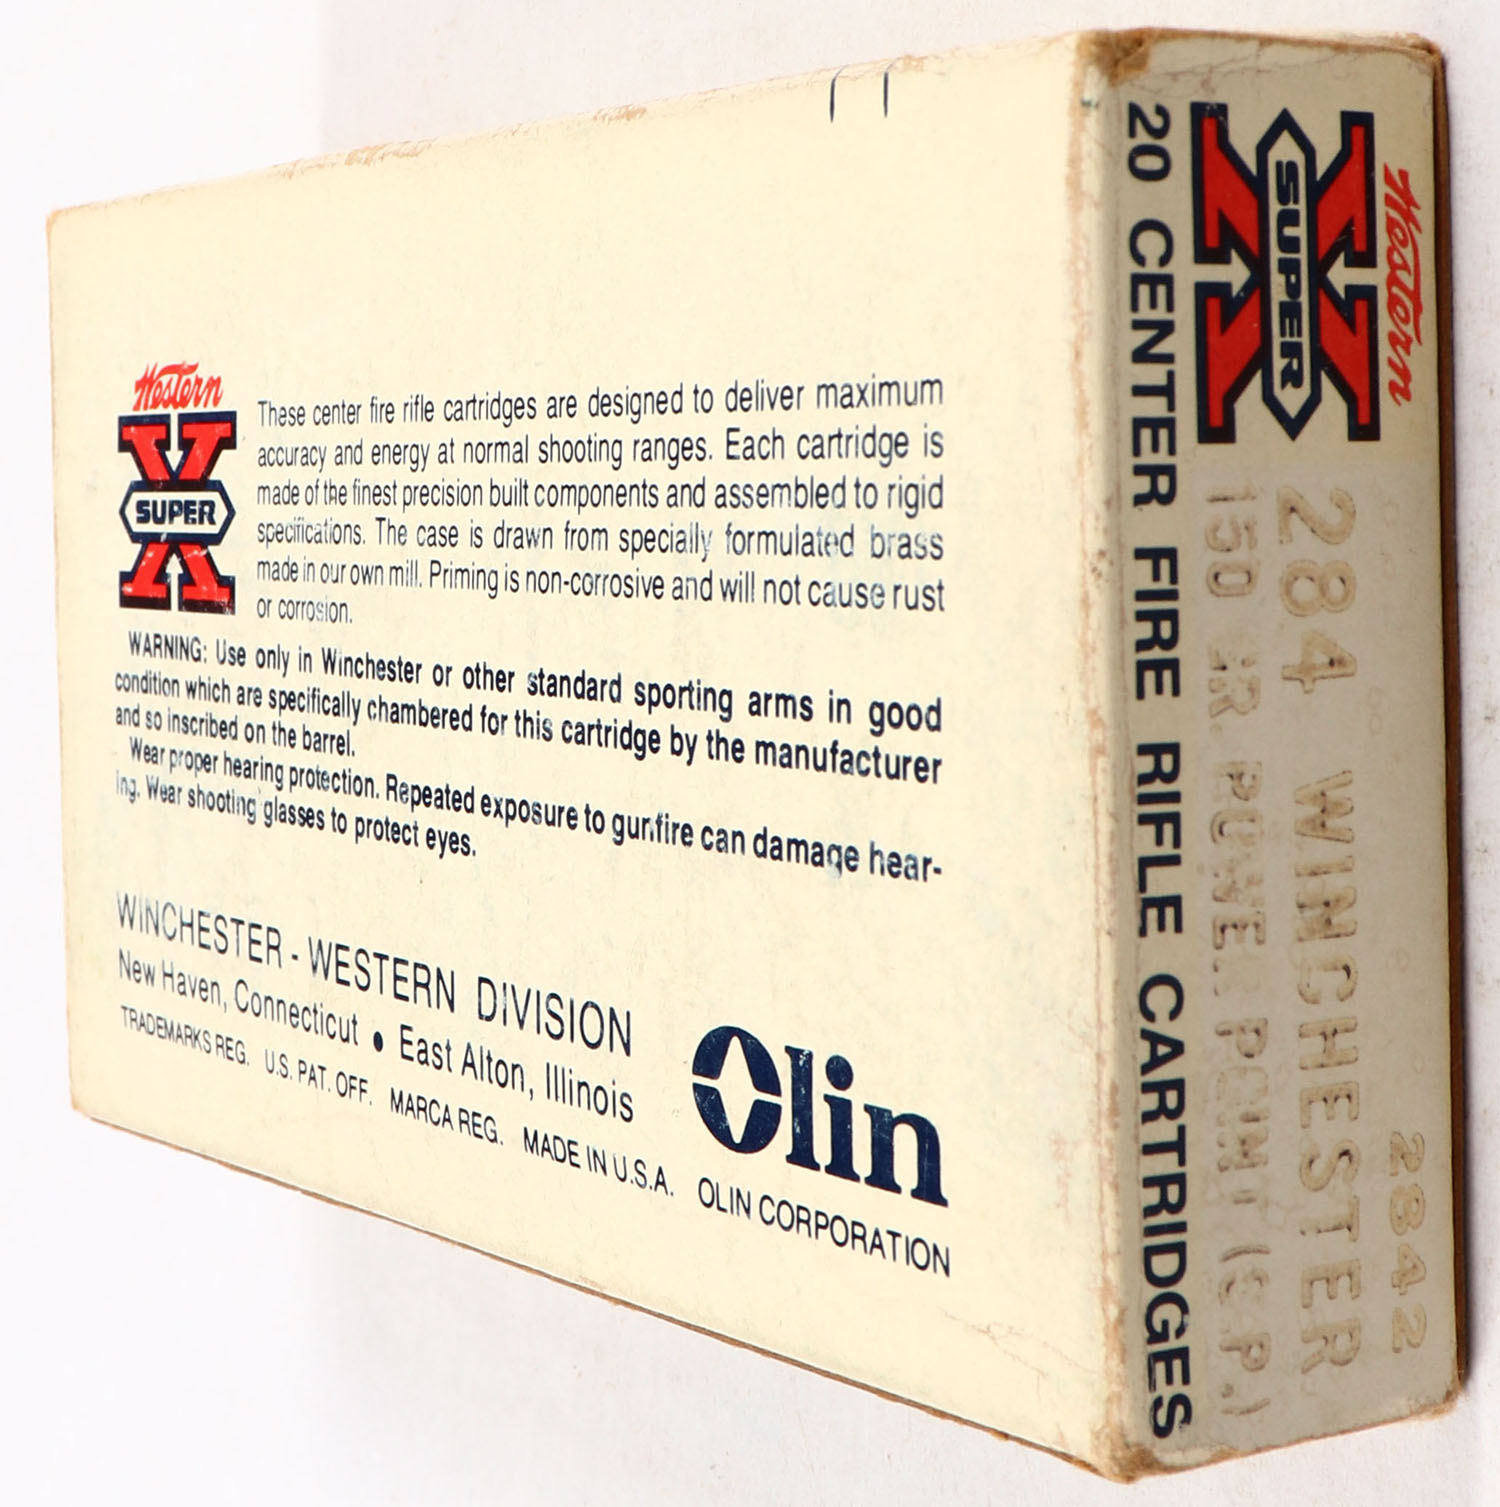 Western
SUPER
X
These center fire rifle cartridges are designed to deliver maximum
accuracy and energy at normal shooting ranges. Each cartridge is
made of the finest precision built components and assembled to rigid
specifications. The case is drawn from specially formulated brass
made in our own mill. Priming is non-corrosive and will not cause rust
or corrosion.
WARNING: Use only in Winchester or other standard sporting arms in good
condition which are specifically chambered for this cartridge by the manufacturer
and so inscribed on the barrel.
Wear proper hearing protection. Repeated exposure to gunfire can damage hear-
ing. Wear shooting glasses to protect eyes.
WINCHESTER - WESTERN DIVISION
New Haven, Connecticut • East Alton, Illinois
TRADEMARKS REG. U.S. PAT. OFF. MARCA REG. MADE IN U.S.A. OLIN CORPORATION
Olin
Western
SUPER
X
284 WINCHESTER
2842
150 GR. POWER POINT (S.P.)
20 CENTER FIRE RIFLE CARTRIDGES